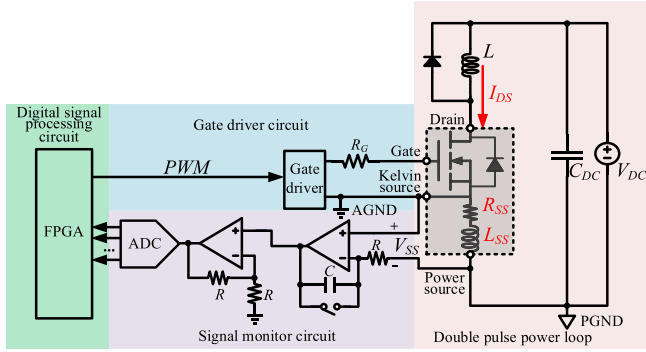 L
I_DS
Digital signal
processing
circuit
Gate driver circuit
Drain
R_G
Gate
PWM
Gate
driver
Kelvin
source
C_DC
V_DC
AGND
R_SS
FPGA
ADC
+
V_SS
L_SS
...
R
-
C
Power
source
R
R
PGND
Signal monitor circuit
Double pulse power loop